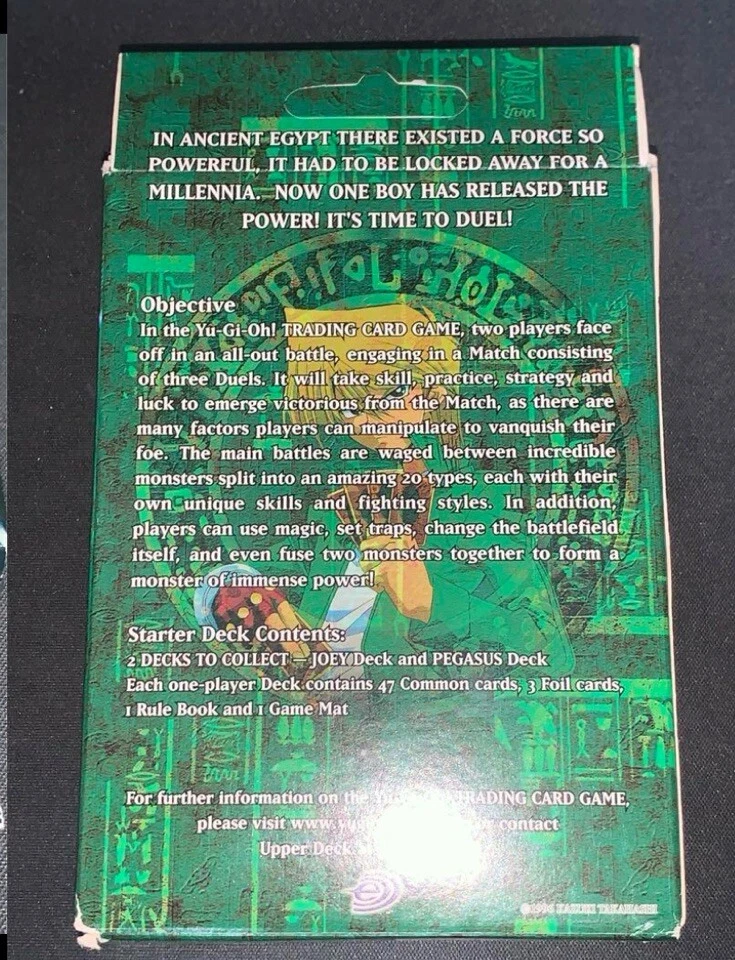 IN ANCIENT EGYPT THERE EXISTED A FORCE SO
POWERFUL, IT HAD TO BE LOCKED AWAY FOR A
MILLENNIA. NOW ONE BOY HAS RELEASED THE
POWER! IT'S TIME TO DUEL!
Objective
In the Yu-Gi-Oh! TRADING CARD GAME, two players face
off in an all-out battle, engaging in a Match consisting
of three Duels. It will take skill, practice, strategy and
luck to emerge victorious from the Match, as there are
many factors players can manipulate to vanquish their
foe. The main battles are waged between incredible
monsters split into an amazing 20 types, each with their
own unique skills and fighting styles. In addition,
players can use magic, set traps, change the battlefield
itself, and even fuse two monsters together to form a
monster of immense power!
Starter Deck Contents:
2 DECKS TO COLLECT — JOEY Deck and PEGASUS Deck
Each one-player Deck contains 47 Common cards, 3 Foil cards,
1 Rule Book and 1 Game Mat
For further information on the TRADING CARD GAME,
please visit contact
Upper Deck
©1996 KAZUKI TAKAHASHI